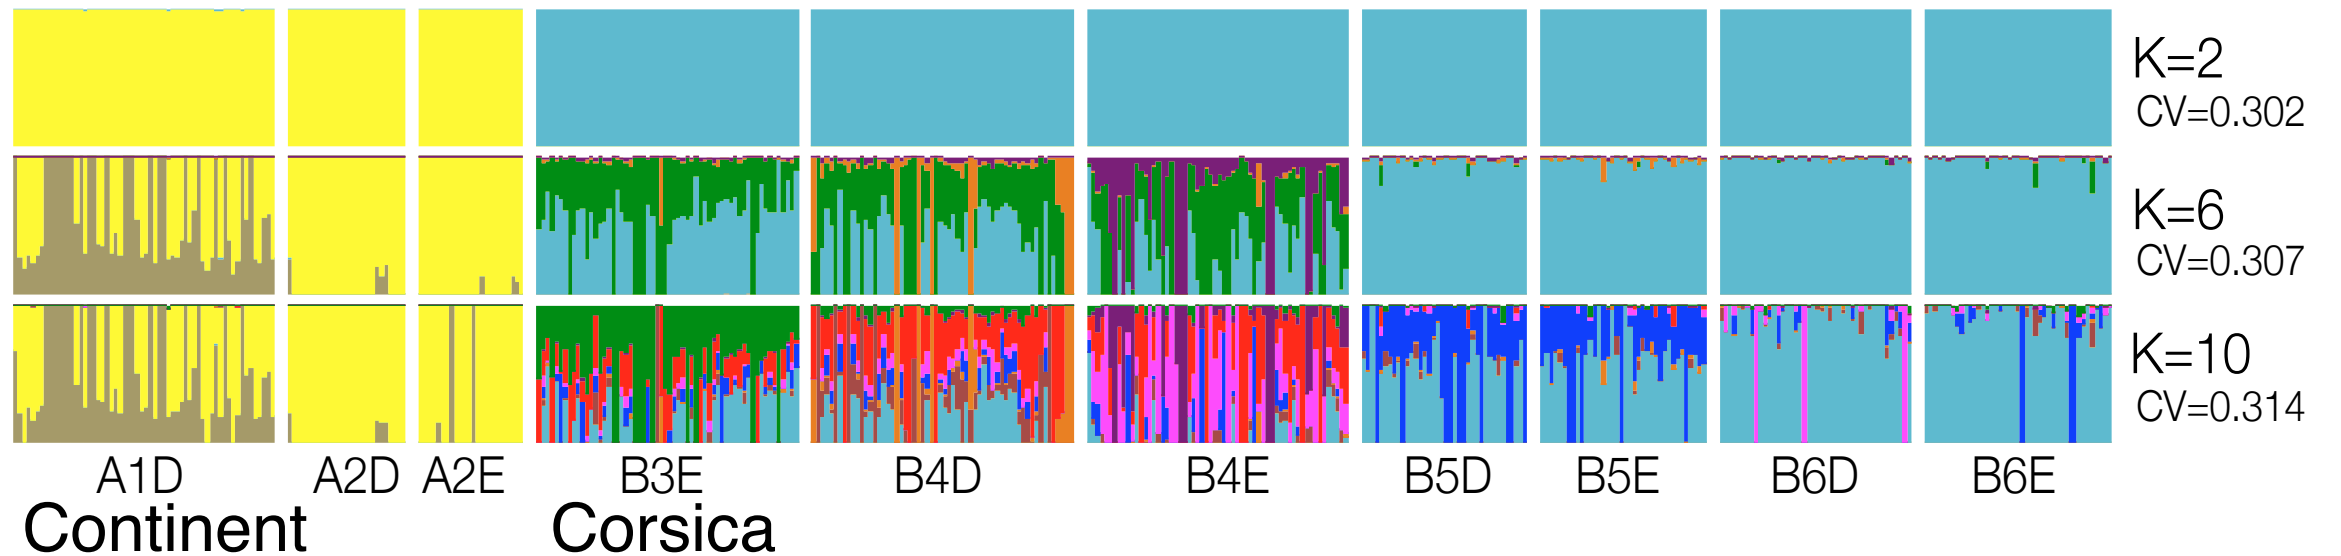 K=2
CV=0.302
K=6
CV=0.307
K=10
CV=0.314
A1D A2D A2E B3E B4D B4E B5D B5E B6D B6E
Continent Corsica